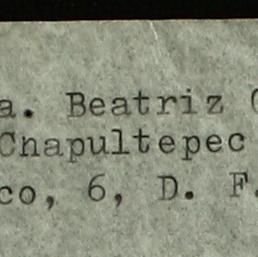 a. Beatriz
Chapultepec
co, 6, D. F.